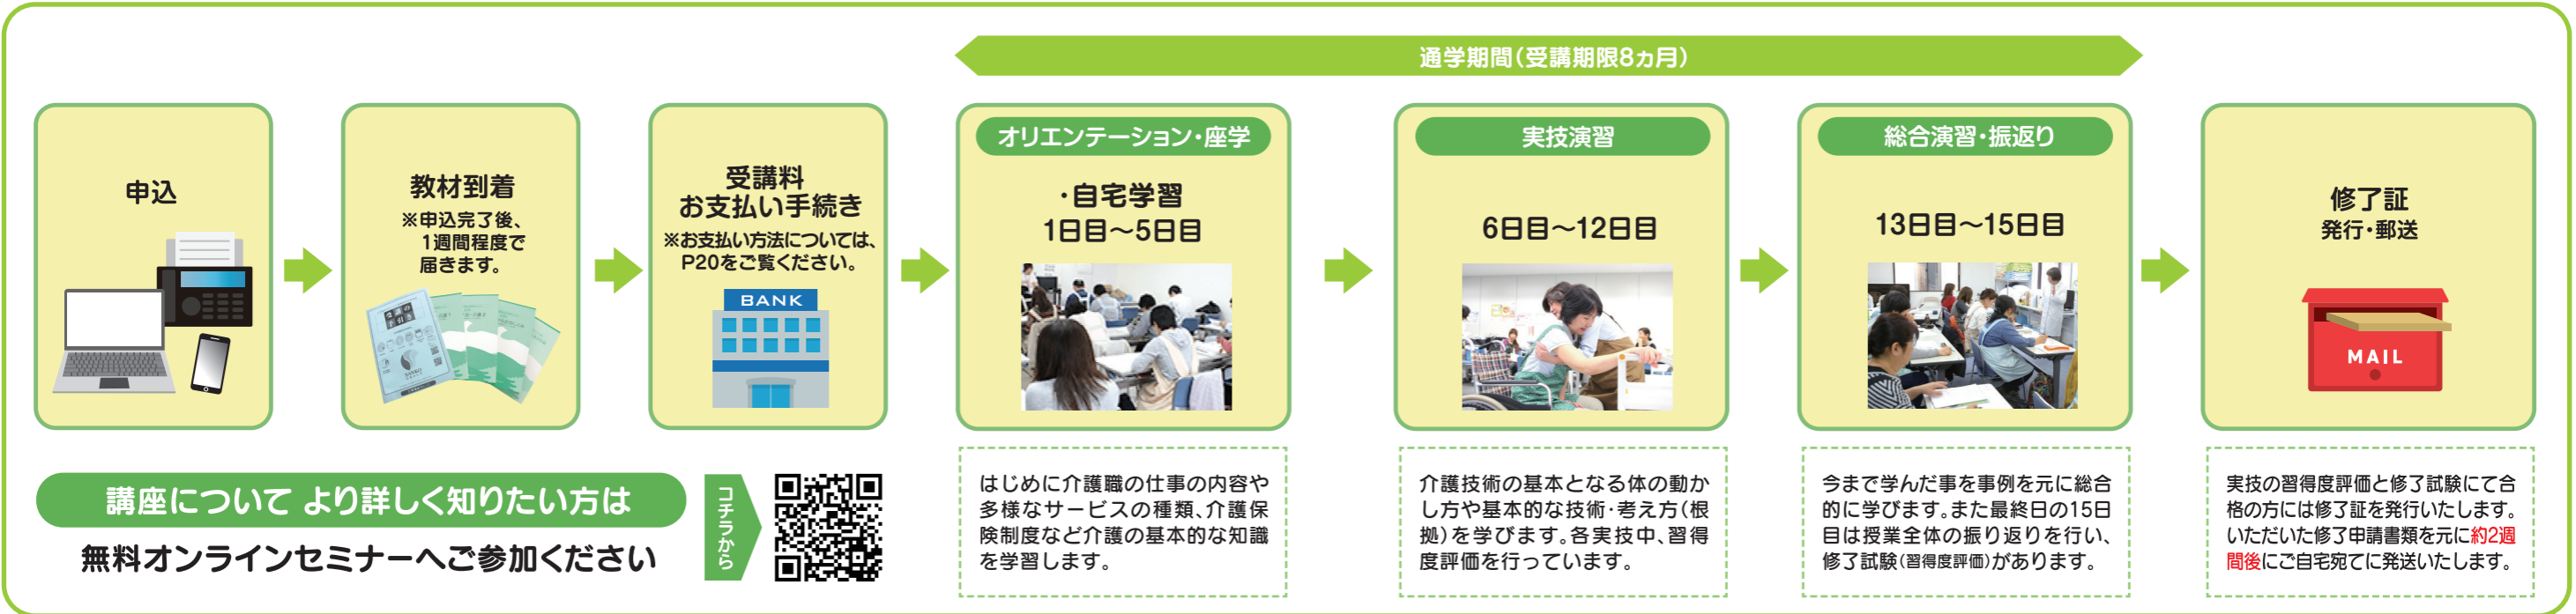 通学期間(受講期限8ヵ月)
申込
教材到着
※申込完了後、
1週間程度で
届きます。
受講料
お支払い手続き
※お支払い方法については、
P20をご覧ください。
BANK
オリエンテーション・座学
・自宅学習
1日目〜5日目
はじめに介護職の仕事の内容や
多様なサービスの種類、介護保
険制度など介護の基本的な知識
を学習します。
実技演習
6日目〜12日目
介護技術の基本となる体の動か
し方や基本的な技術・考え方(根
拠)を学びます。各実技中、習得
度評価を行っています。
総合演習・振返り
13日目〜15日目
今まで学んだ事を事例を元に総合
的に学びます。また最終日の15日
目は授業全体の振り返りを行い、
修了試験(習得度評価)があります。
修了証
発行・郵送
MAIL
実技の習得度評価と修了試験にて合
格の方には修了証を発行いたします。
いただいた修了申請書類を元に約2週
間後にご自宅宛てに発送いたします。
講座について より詳しく知りたい方は
無料オンラインセミナーへご参加ください
コチラから